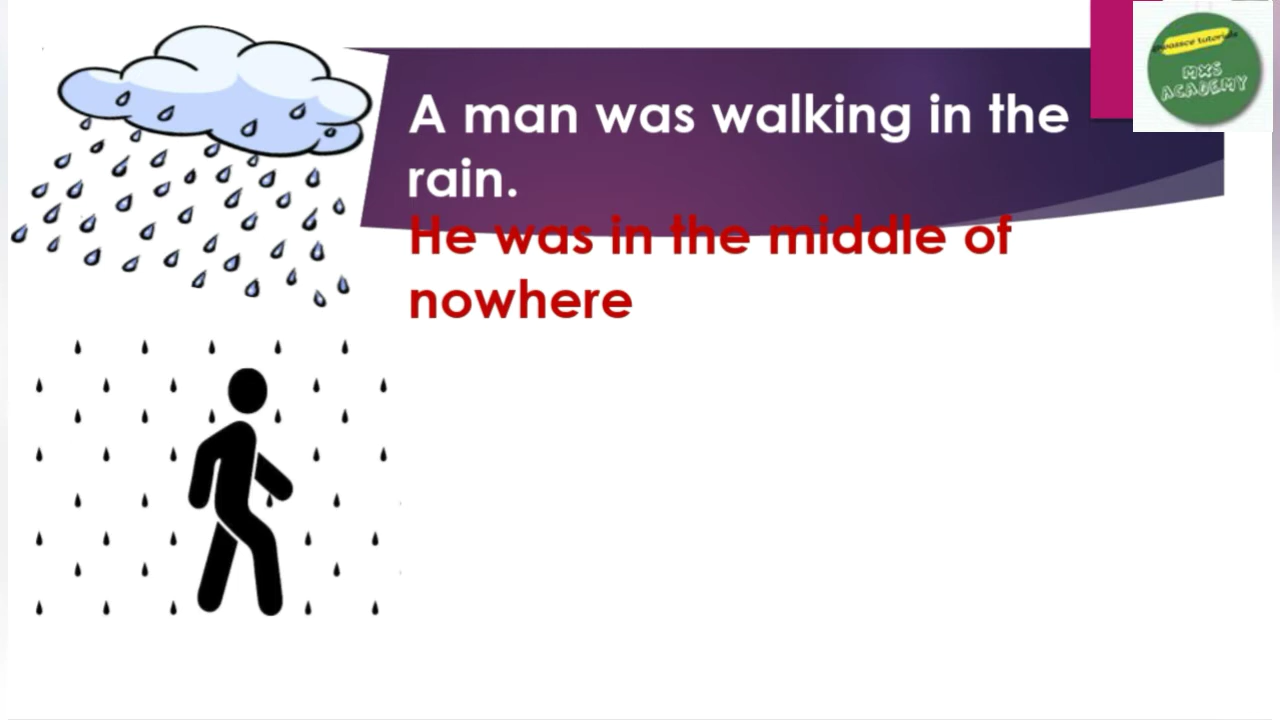 A man was walking in the
rain.
He was in the middle of
nowhere
MXS
ACADEMY